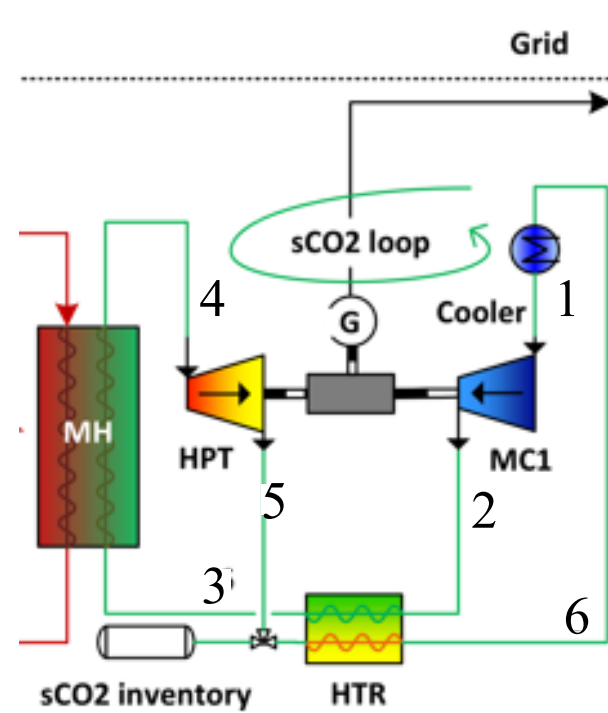 Grid
sCO2 loop
4
Cooler
1
G
MH
HPT
MC1
5
2
3
6
sCO2 inventory
HTR